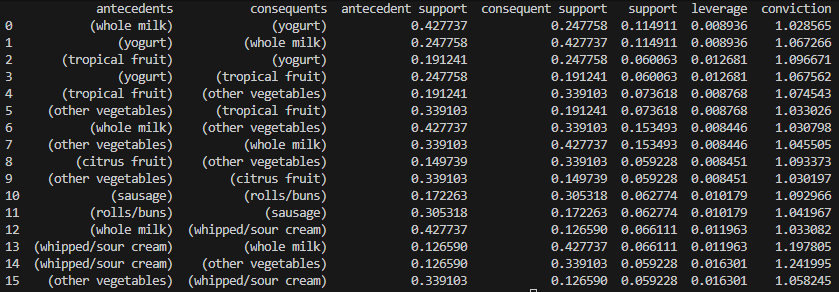 antecedents consequents antecedent support consequent support support leverage conviction
0 (whole milk) (yogurt) 0.427737 0.247758 0.114911 0.008936 1.028565
1 (yogurt) (whole milk) 0.247758 0.427737 0.114911 0.008936 1.067266
2 (tropical fruit) (yogurt) 0.191241 0.247758 0.060063 0.012681 1.096671
3 (yogurt) (tropical fruit) 0.247758 0.191241 0.060063 0.012681 1.067562
4 (tropical fruit) (other vegetables) 0.191241 0.339103 0.073618 0.008768 1.074543
5 (other vegetables) (tropical fruit) 0.339103 0.191241 0.073618 0.008768 1.033026
6 (whole milk) (other vegetables) 0.427737 0.339103 0.153493 0.008446 1.030798
7 (other vegetables) (whole milk) 0.339103 0.427737 0.153493 0.008446 1.045505
8 (citrus fruit) (other vegetables) 0.149739 0.339103 0.059228 0.008451 1.093373
9 (other vegetables) (citrus fruit) 0.339103 0.149739 0.059228 0.008451 1.030197
10 (sausage) (rolls/buns) 0.172263 0.305318 0.062774 0.010179 1.092966
11 (rolls/buns) (sausage) 0.305318 0.172263 0.062774 0.010179 1.041967
12 (whole milk) (whipped/sour cream) 0.427737 0.126590 0.066111 0.011963 1.033082
13 (whipped/sour cream) (whole milk) 0.126590 0.427737 0.066111 0.011963 1.197805
14 (whipped/sour cream) (other vegetables) 0.126590 0.339103 0.059228 0.016301 1.241995
15 (other vegetables) (whipped/sour cream) 0.339103 0.126590 0.059228 0.016301 1.058245